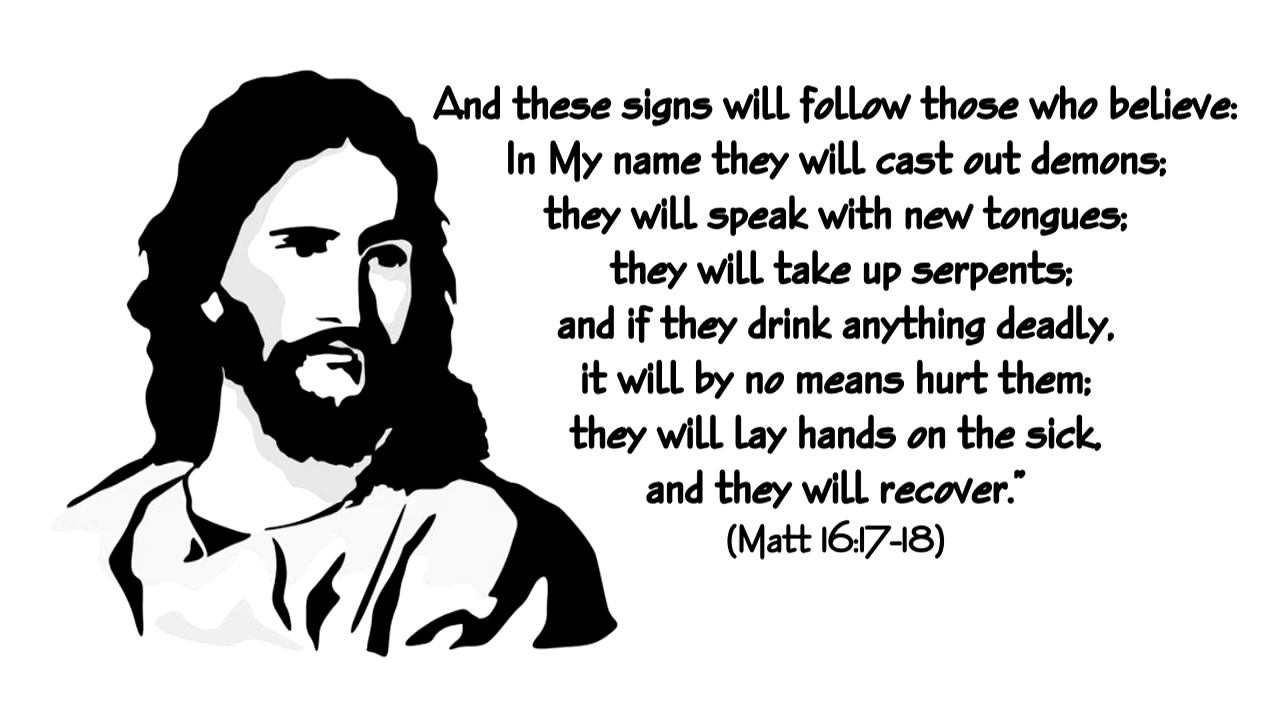 And these signs will follow those who believe:
In My name they will cast out demons;
they will speak with new tongues;
they will take up serpents;
and if they drink anything deadly,
it will by no means hurt them;
they will lay hands on the sick,
and they will recover.”
(Matt 16:17-18)